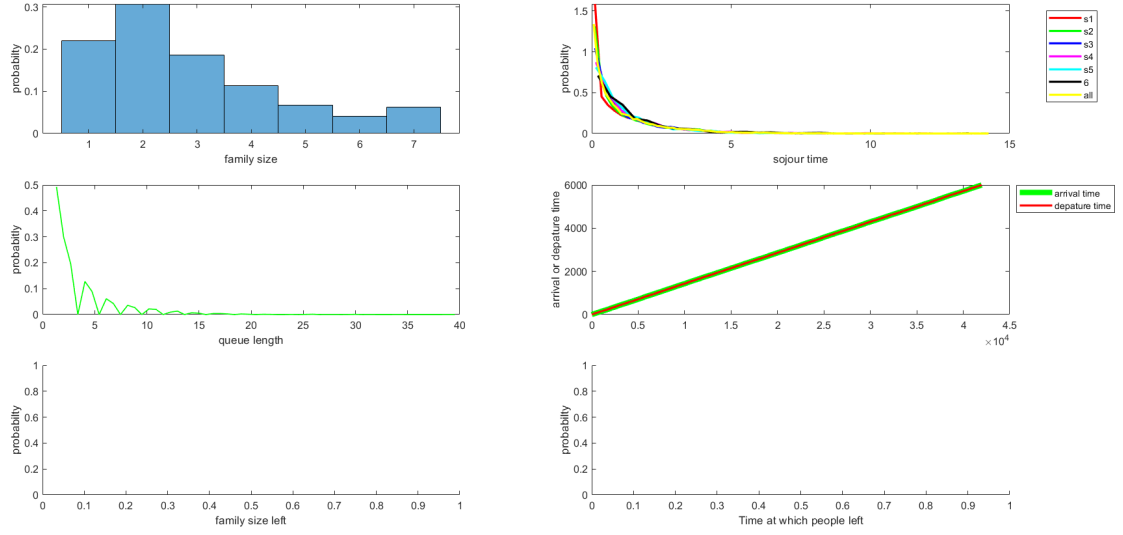 0.3
0.2
0.1
0
probabilty
1 2 3 4 5 6 7
family size
1.5
1
0.5
0
probabilty
0 5 10 15
sojour time
s1
s2
s3
s4
s5
6
all
0.5
0.4
0.3
0.2
0.1
0
probabilty
0 5 10 15 20 25 30 35 40
queue length
6000
4000
2000
0
arrival or depature time
0 0.5 1 1.5 2 2.5 3 3.5 4 4.5
×10^4
arrival time
depature time
1
0.8
0.6
0.4
0.2
0
probabilty
0 0.1 0.2 0.3 0.4 0.5 0.6 0.7 0.8 0.9 1
family size left
1
0.8
0.6
0.4
0.2
0
probabilty
0 0.1 0.2 0.3 0.4 0.5 0.6 0.7 0.8 0.9 1
Time at which people left